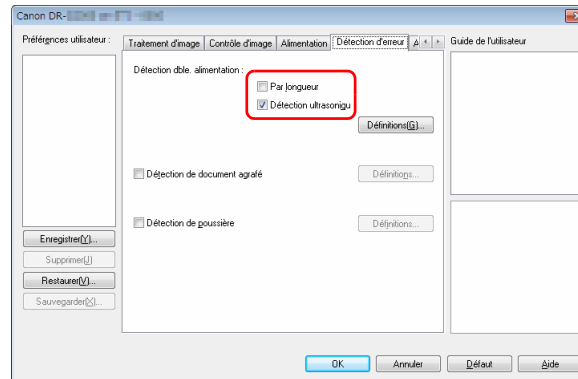 Canon DR-
Préférences utilisateur :
Traitement d'image
Contrôle d'image
Alimentation
Détection d'erreur
Guide de l'utilisateur
Détection dble. alimentation :
Par longueur
Détection ultrasonigu
Définitions(G)...
Détection de document agrafé
Définitions...
Détection de poussière
Définitions...
Enregistrer(Y)...
Supprimer(J)
Restaurer(V)...
Sauvegarder(X)...
OK
Annuler
Défaut
Aide